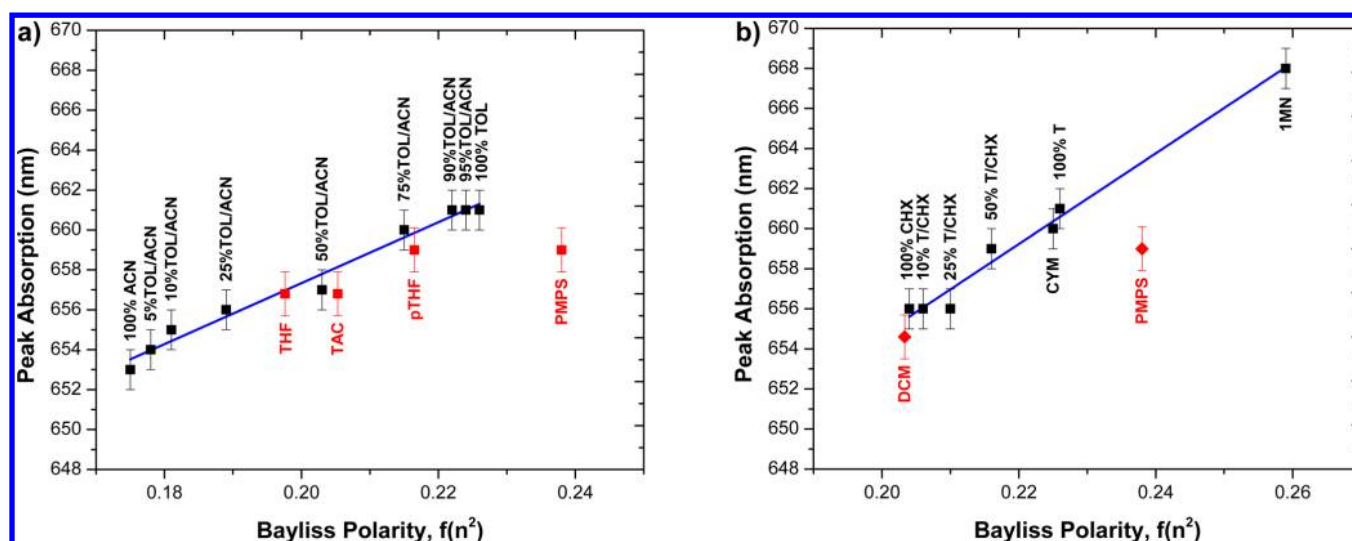 a)
670
668
666
664
662
660
658
656
654
652
650
648
Peak Absorption (nm)
100% ACN
5%TOL/ACN
10%TOL/ACN
25%TOL/ACN
THF
50%TOL/ACN
TAC
75%TOL/ACN
pTHF
90%TOL/ACN
95%TOL/ACN
100% TOL
PMPS
0.18
0.20
0.22
0.24
Bayliss Polarity, f(n²)
b)
670
668
666
664
662
660
658
656
654
652
650
648
Peak Absorption (nm)
DCM
100% CHX
10% T/CHX
25% T/CHX
50% T/CHX
CYM
100% T
PMPS
1MN
0.20
0.22
0.24
0.26
Bayliss Polarity, f(n²)